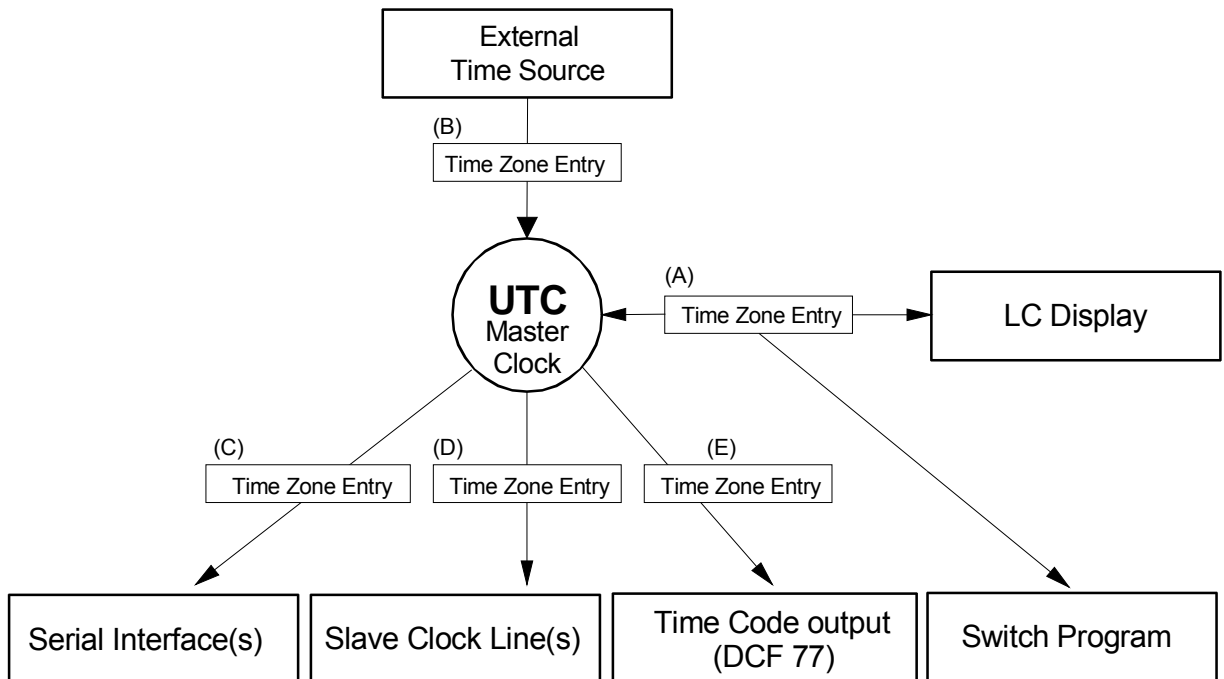 External
Time Source
(B)
Time Zone Entry
UTC
Master
Clock
(A)
Time Zone Entry
LC Display
(C)
Time Zone Entry
(D)
Time Zone Entry
(E)
Time Zone Entry
Serial Interface(s)
Slave Clock Line(s)
Time Code output
(DCF 77)
Switch Program